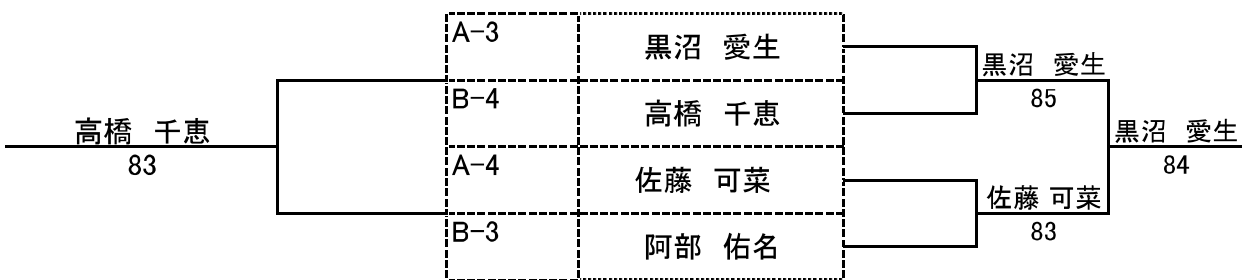 A-3
黒沼 愛生
黒沼 愛生
85
B-4
高橋 千恵
高橋 千恵
83
黒沼 愛生
84
A-4
佐藤 可菜
佐藤 可菜
83
B-3
阿部 佑名